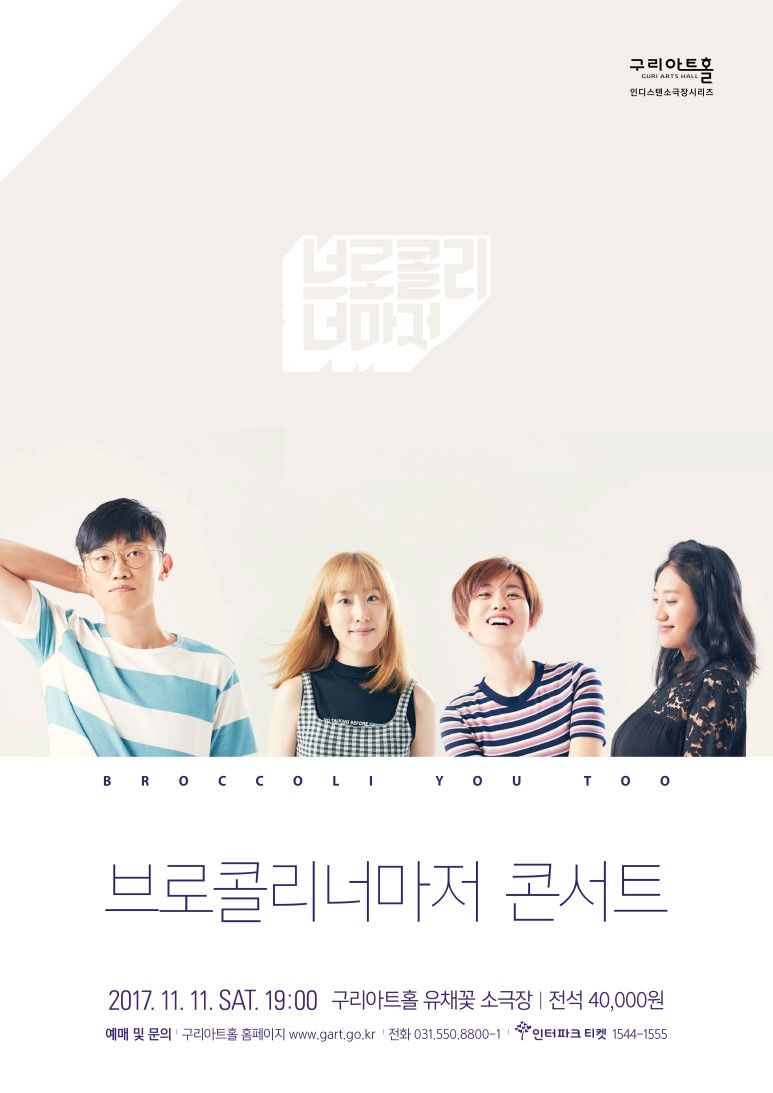 구리아트홀
GURI ARTS HALL
인디스땐소극장시리즈
브로콜리
너마저
NO TALKING BEFORE
BROCCOLI YOU TOO
브로콜리너마저 콘서트
2017. 11. 11. SAT. 19:00 구리아트홀 유채꽃 소극장 | 전석 40,000원
예매 및 문의 | 구리아트홀 홈페이지 www.gart.go.kr | 전화 031.550.8800-1 | 인터파크 티켓 1544-1555